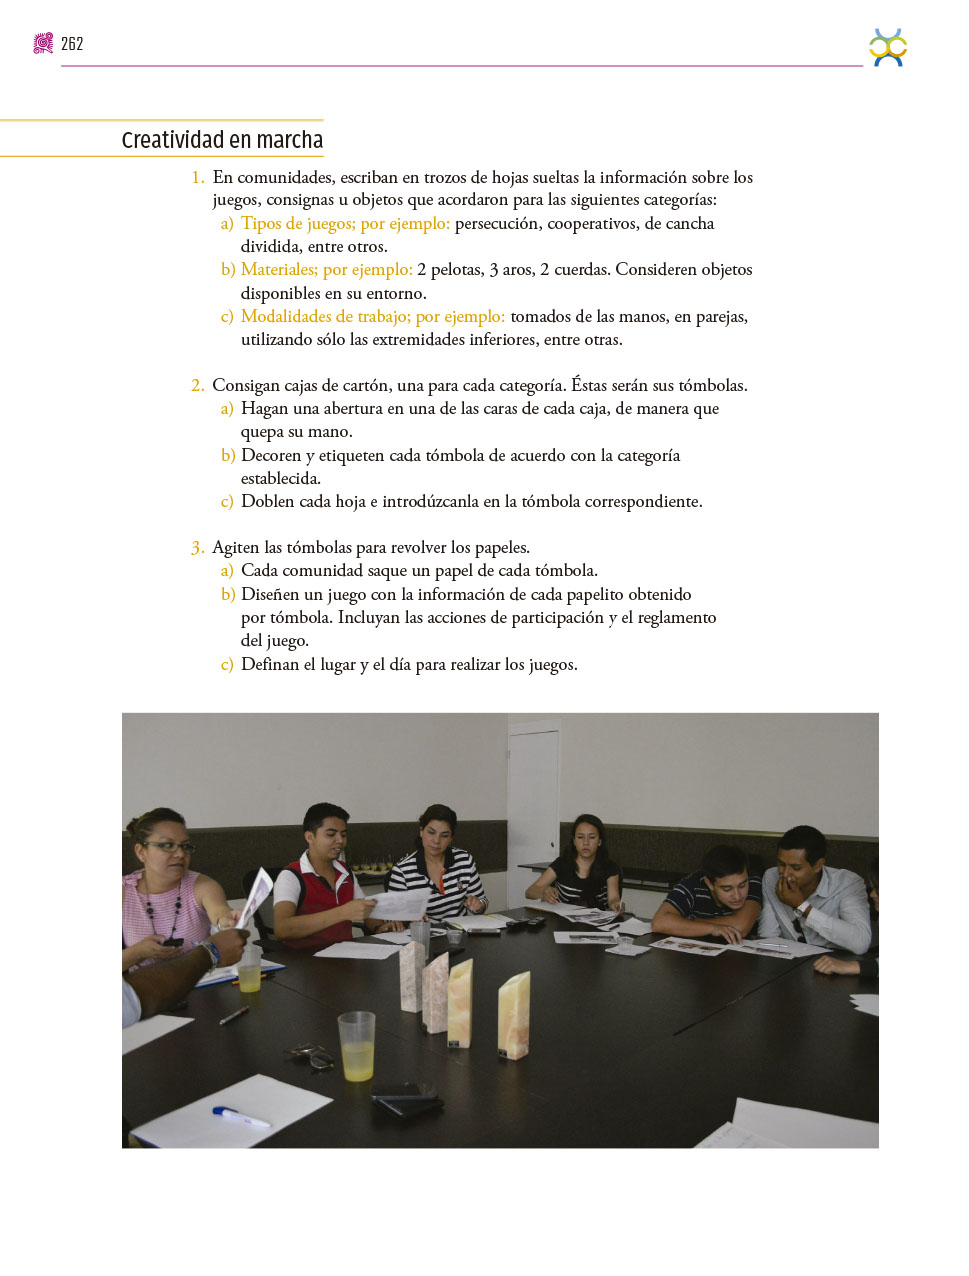 262
Creatividad en marcha
1. En comunidades, escriban en trozos de hojas sueltas la información sobre los
juegos, consignas u objetos que acordaron para las siguientes categorías:
a) Tipos de juegos; por ejemplo: persecución, cooperativos, de cancha
dividida, entre otros.
b) Materiales; por ejemplo: 2 pelotas, 3 aros, 2 cuerdas. Consideren objetos
disponibles en su entorno.
c) Modalidades de trabajo; por ejemplo: tomados de las manos, en parejas,
utilizando sólo las extremidades inferiores, entre otras.
2. Consigan cajas de cartón, una para cada categoría. Éstas serán sus tómbolas.
a) Hagan una abertura en una de las caras de cada caja, de manera que
quepa su mano.
b) Decoren y etiqueten cada tómbola de acuerdo con la categoría
establecida.
c) Doblen cada hoja e introdúzcanla en la tómbola correspondiente.
3. Agiten las tómbolas para revolver los papeles.
a) Cada comunidad saque un papel de cada tómbola.
b) Diseñen un juego con la información de cada papelito obtenido
por tómbola. Incluyan las acciones de participación y el reglamento
del juego.
c) Definan el lugar y el día para realizar los juegos.